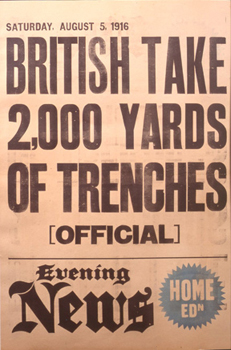 SATURDAY, AUGUST 5, 1916
BRITISH TAKE
2,000 YARDS
OF TRENCHES
[OFFICIAL]
Evening
News
HOME
EDN